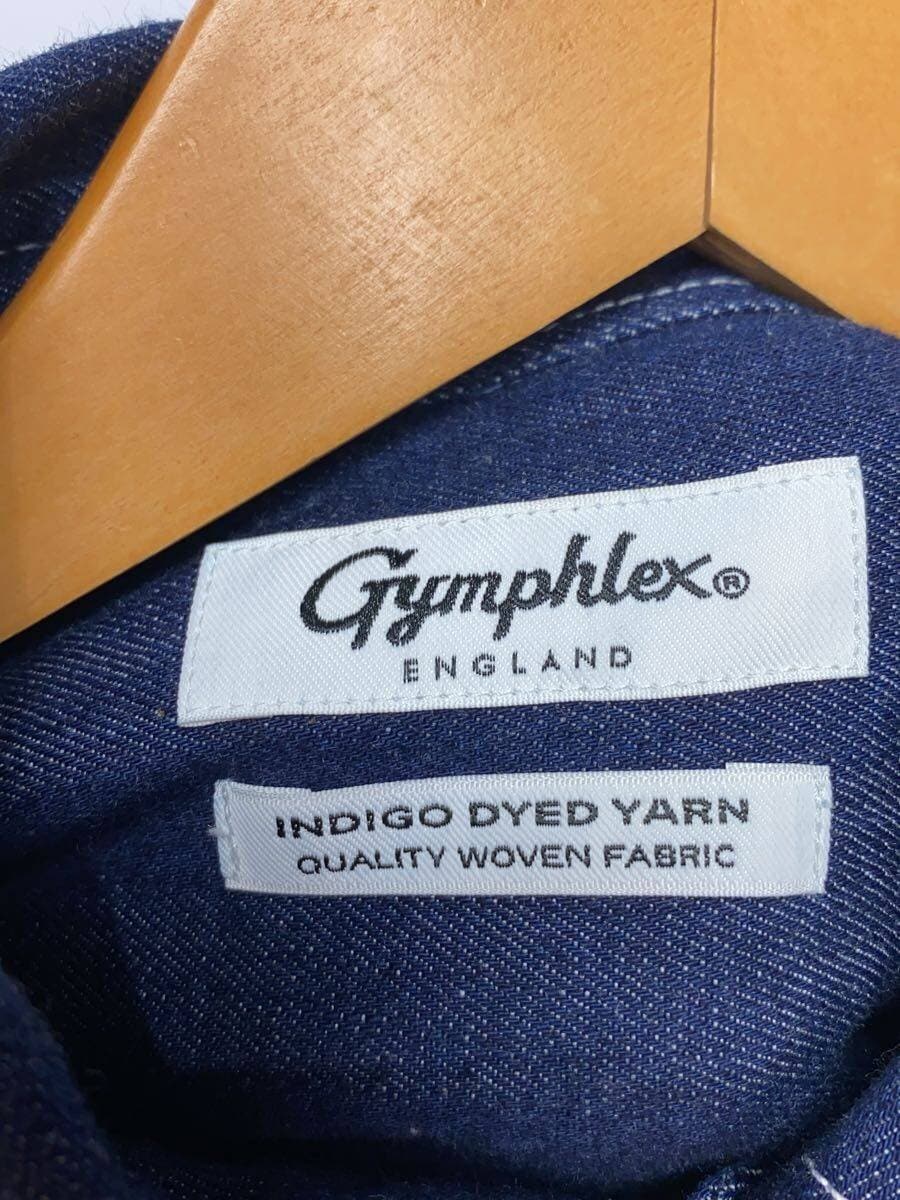 Gymphlex®
ENGLAND
INDIGO DYED YARN
QUALITY WOVEN FABRIC